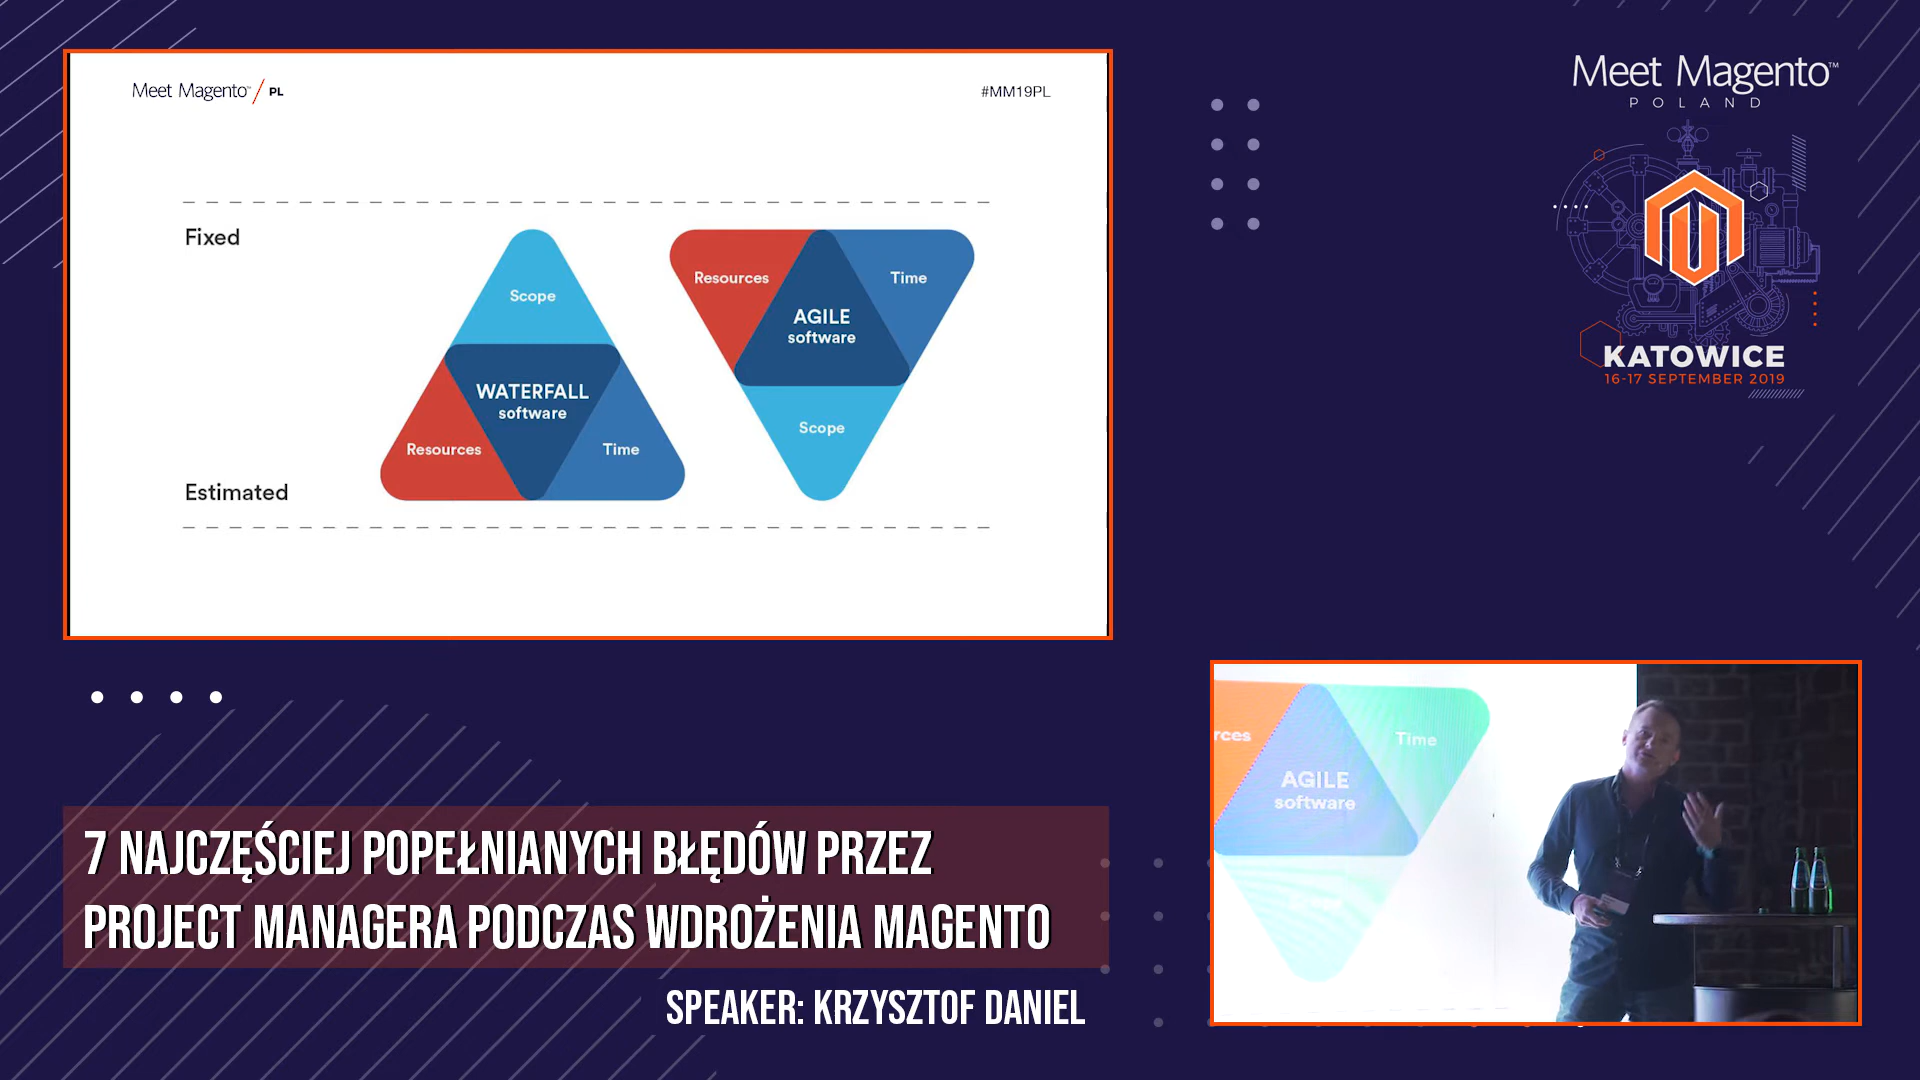 Meet Magento™ / PL
#MM19PL
Fixed
Estimated
Scope
WATERFALL
software
Resources
Time
Resources
Time
AGILE
software
Scope
Meet Magento™
POLAND
KATOWICE
16-17 SEPTEMBER 2019
rces
Time
AGILE
software
7 NAJCZĘŚCIEJ POPEŁNIANYCH BŁĘDÓW PRZEZ
PROJECT MANAGERA PODCZAS WDROŻENIA MAGENTO
SPEAKER: KRZYSZTOF DANIEL